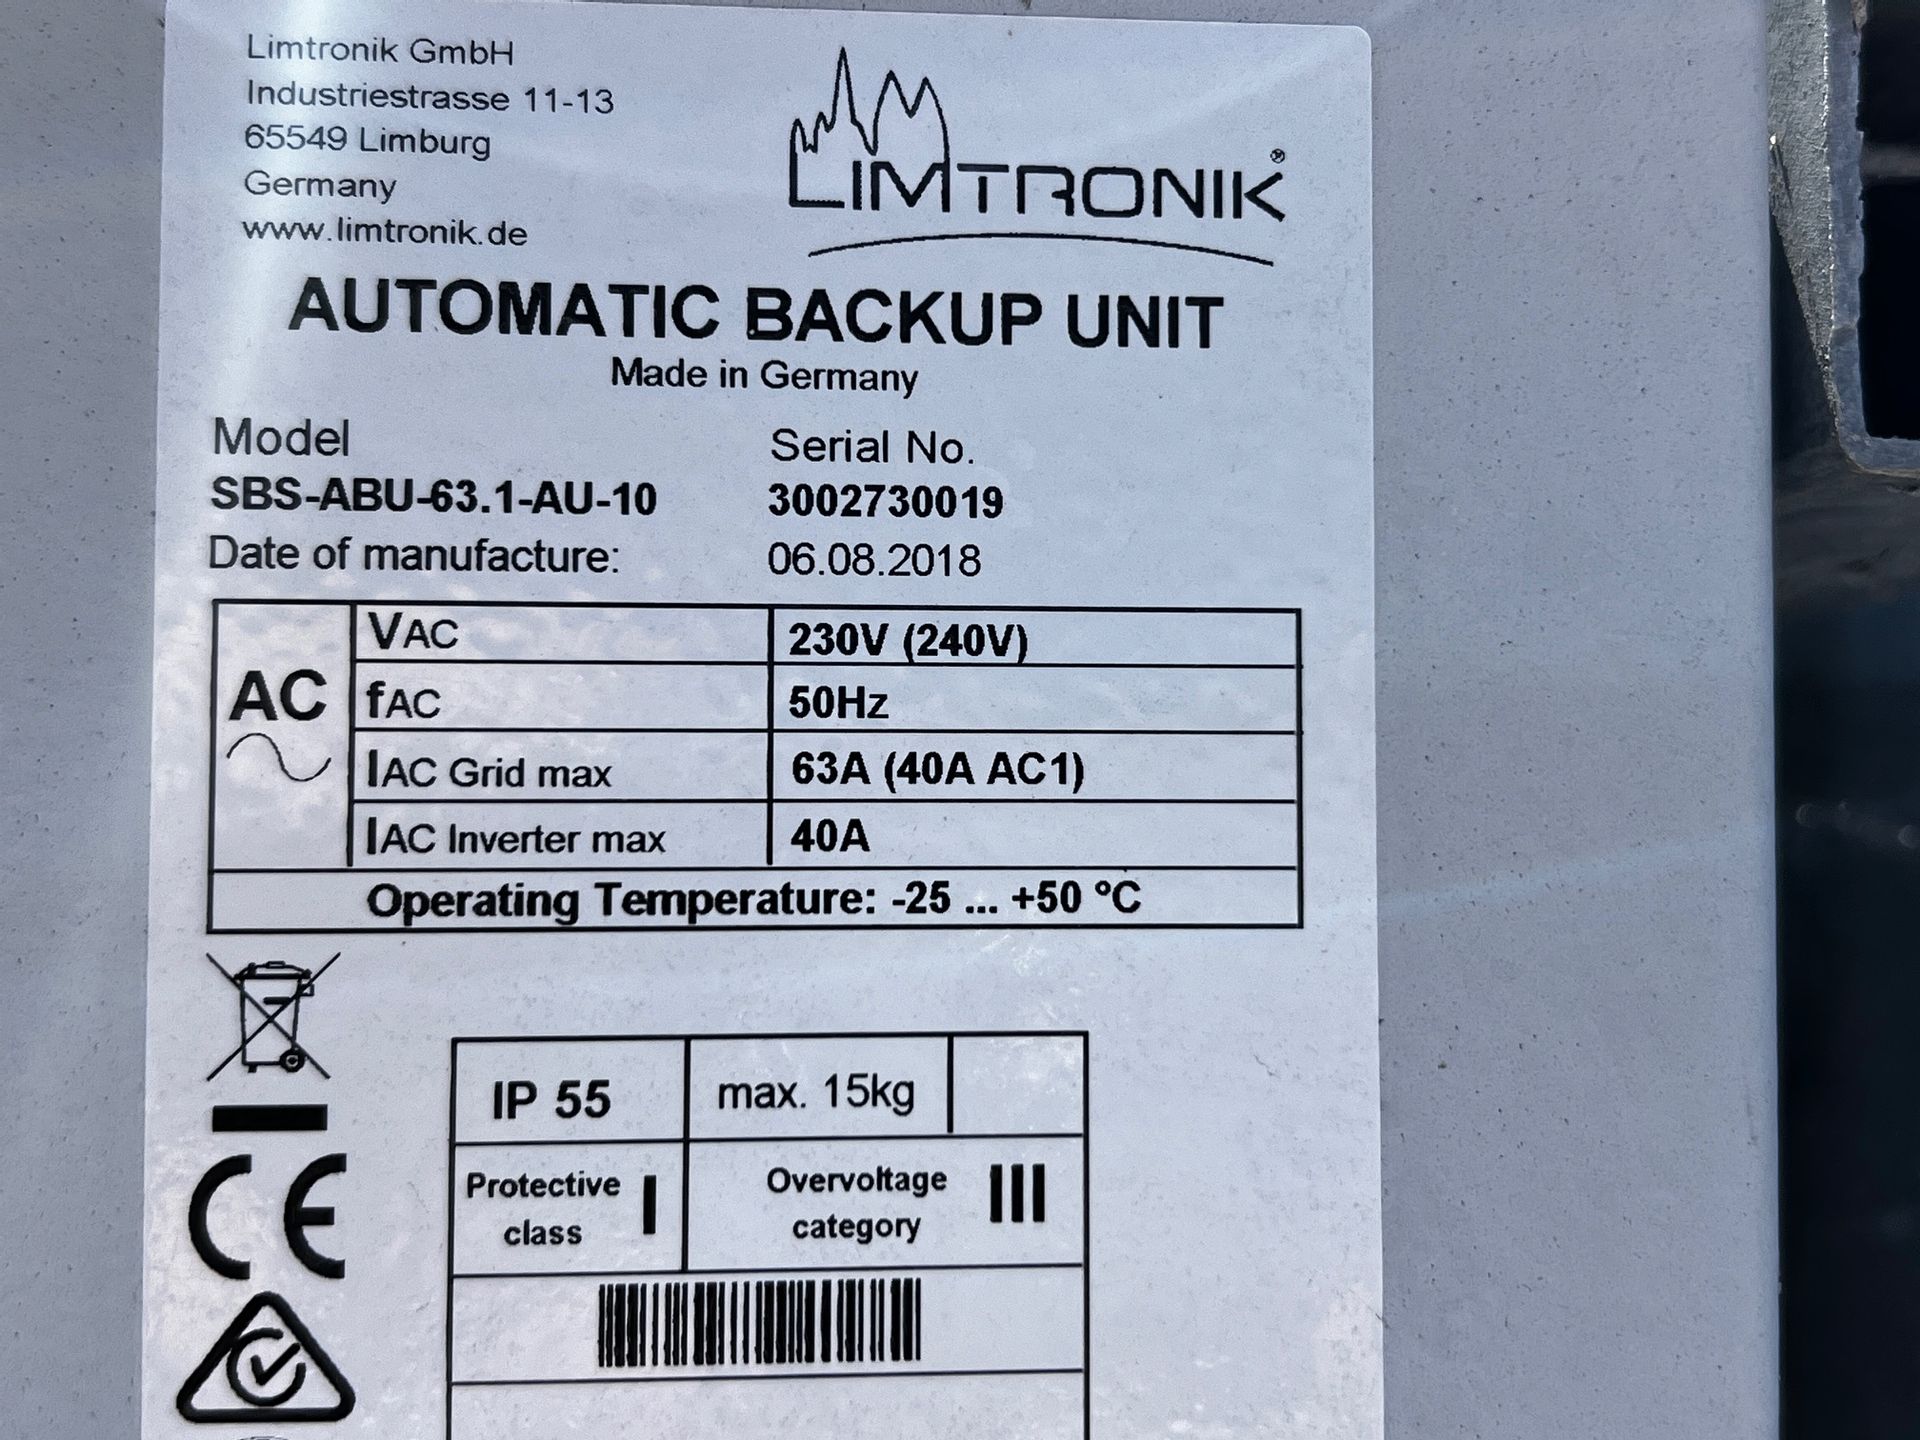 Limtronik GmbH
Industriestrasse 11-13
65549 Limburg
Germany
www.limtronik.de
LIMTRONIK®
AUTOMATIC BACKUP UNIT
Made in Germany
Model
SBS-ABU-63.1-AU-10
Serial No.
3002730019
Date of manufacture: 06.08.2018
AC
VAC 230V (240V)
fAC 50Hz
IAC Grid max 63A (40A AC1)
IAC Inverter max 40A
Operating Temperature: -25 ... +50 °C
CE
IP 55
max. 15kg
Protective
class I
Overvoltage
category III